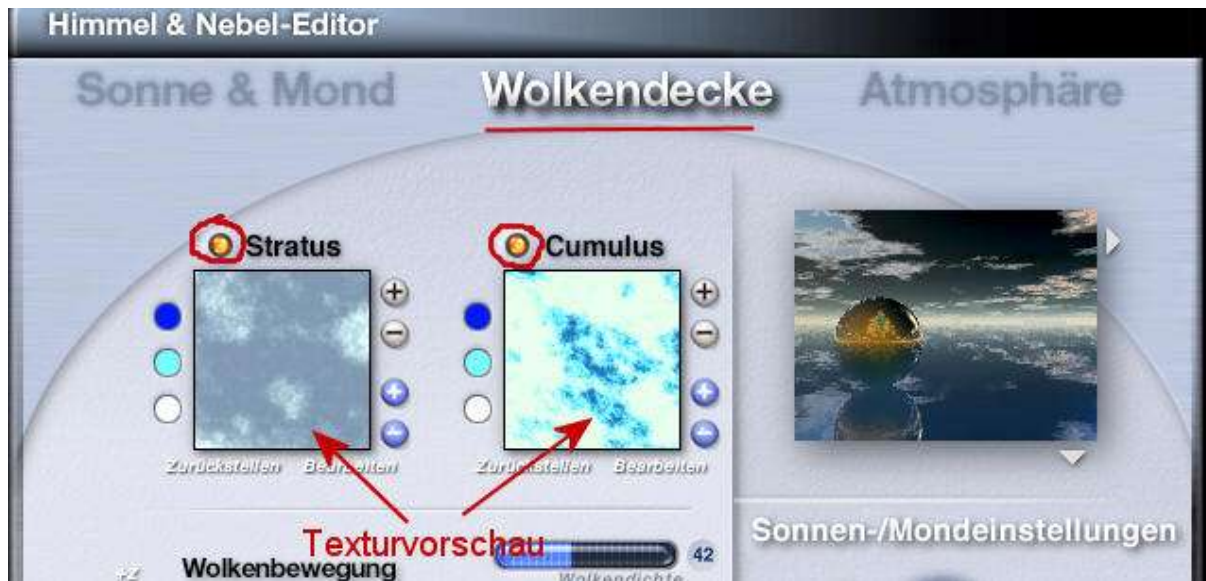 Himmel & Nebel-Editor
Sonne & Mond Wolkendecke Atmosphäre
Stratus Cumulus
Zurückstellen Bearbeiten Zurückstellen Bearbeiten
Texturvorschau
Sonnen-/Mondeinstellungen
42
Wolkenbewegung
Wolkendichte
+Z